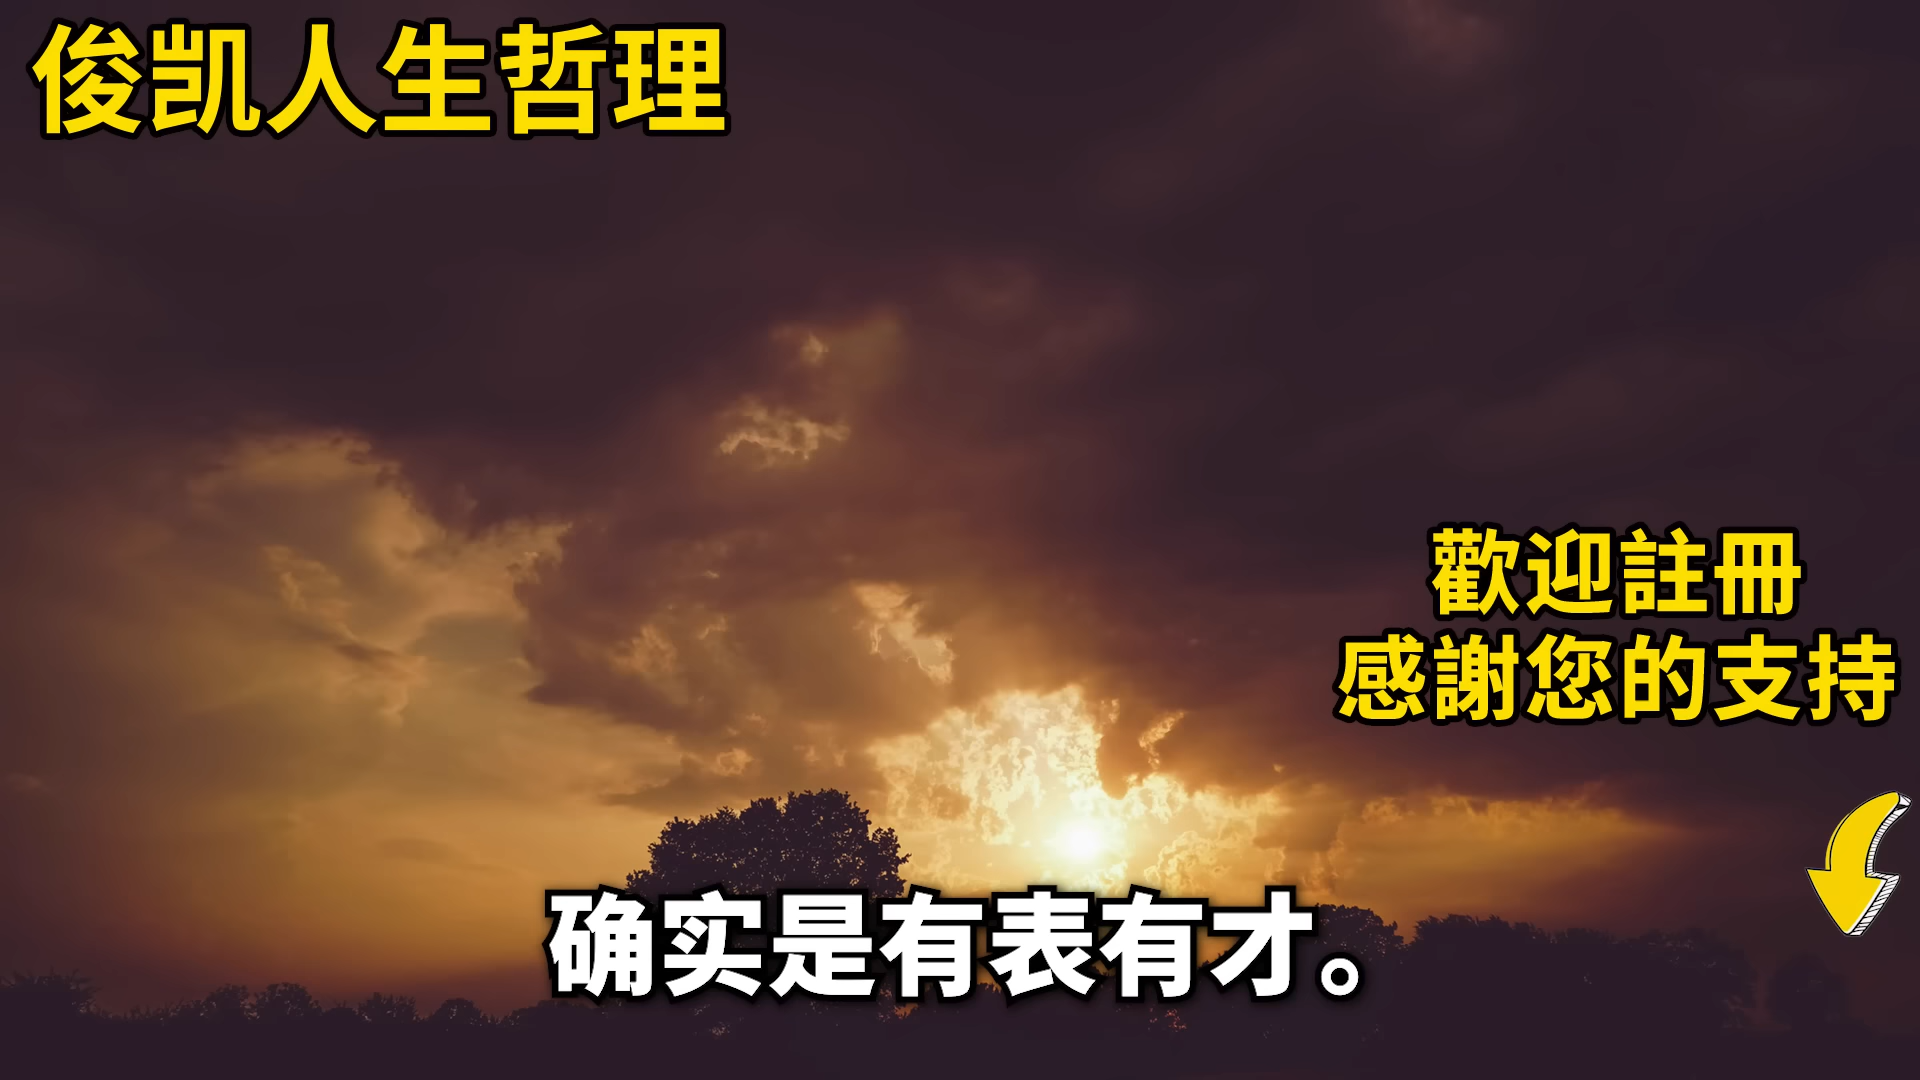 俊凯人生哲理
歡迎註冊
感謝您的支持
确实是有表有才。